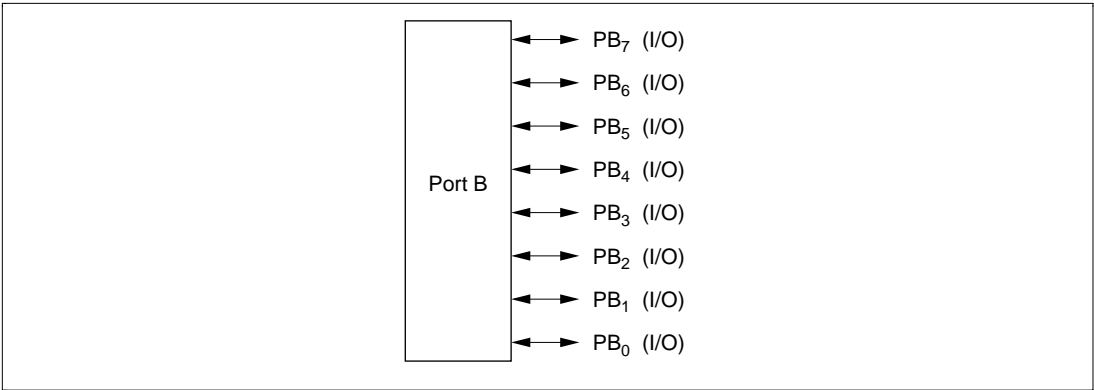 PB₇ (I/O)
PB₆ (I/O)
PB₅ (I/O)
PB₄ (I/O)
Port B
PB₃ (I/O)
PB₂ (I/O)
PB₁ (I/O)
PB₀ (I/O)